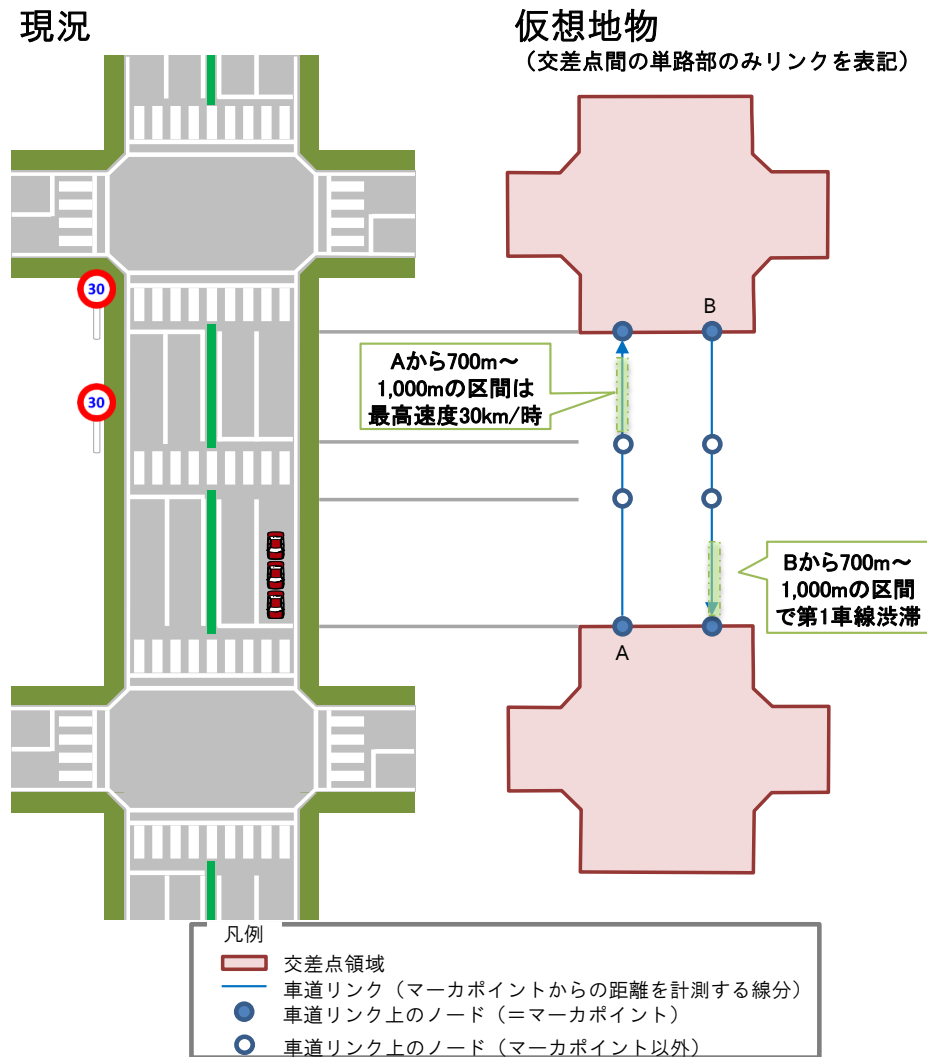 現況
仮想地物
（交差点間の単路部のみリンクを表記）
30
30
B
Aから700m～
1,000mの区間は
最高速度30km/時
Bから700m～
1,000mの区間
で第1車線渋滞
A
凡例
交差点領域
車道リンク（マーカポイントからの距離を計測する線分）
車道リンク上のノード（＝マーカポイント）
車道リンク上のノード（マーカポイント以外）